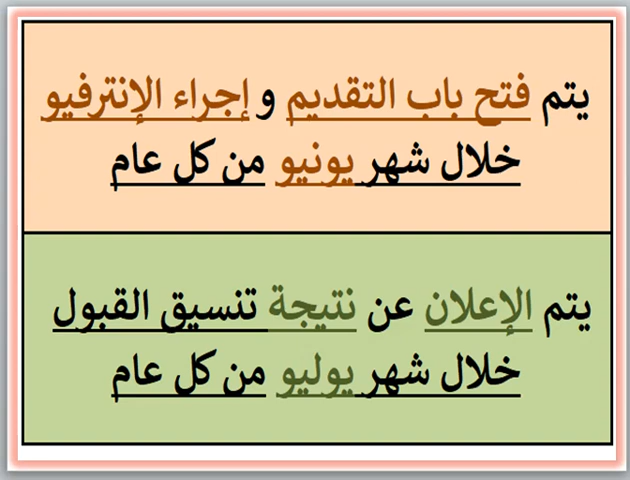 يتم فتح باب التقديم و إجراء الإنترفيو
خلال شهر يونيو من كل عام
يتم الإعلان عن نتيجة تنسيق القبول
خلال شهر يوليو من كل عام